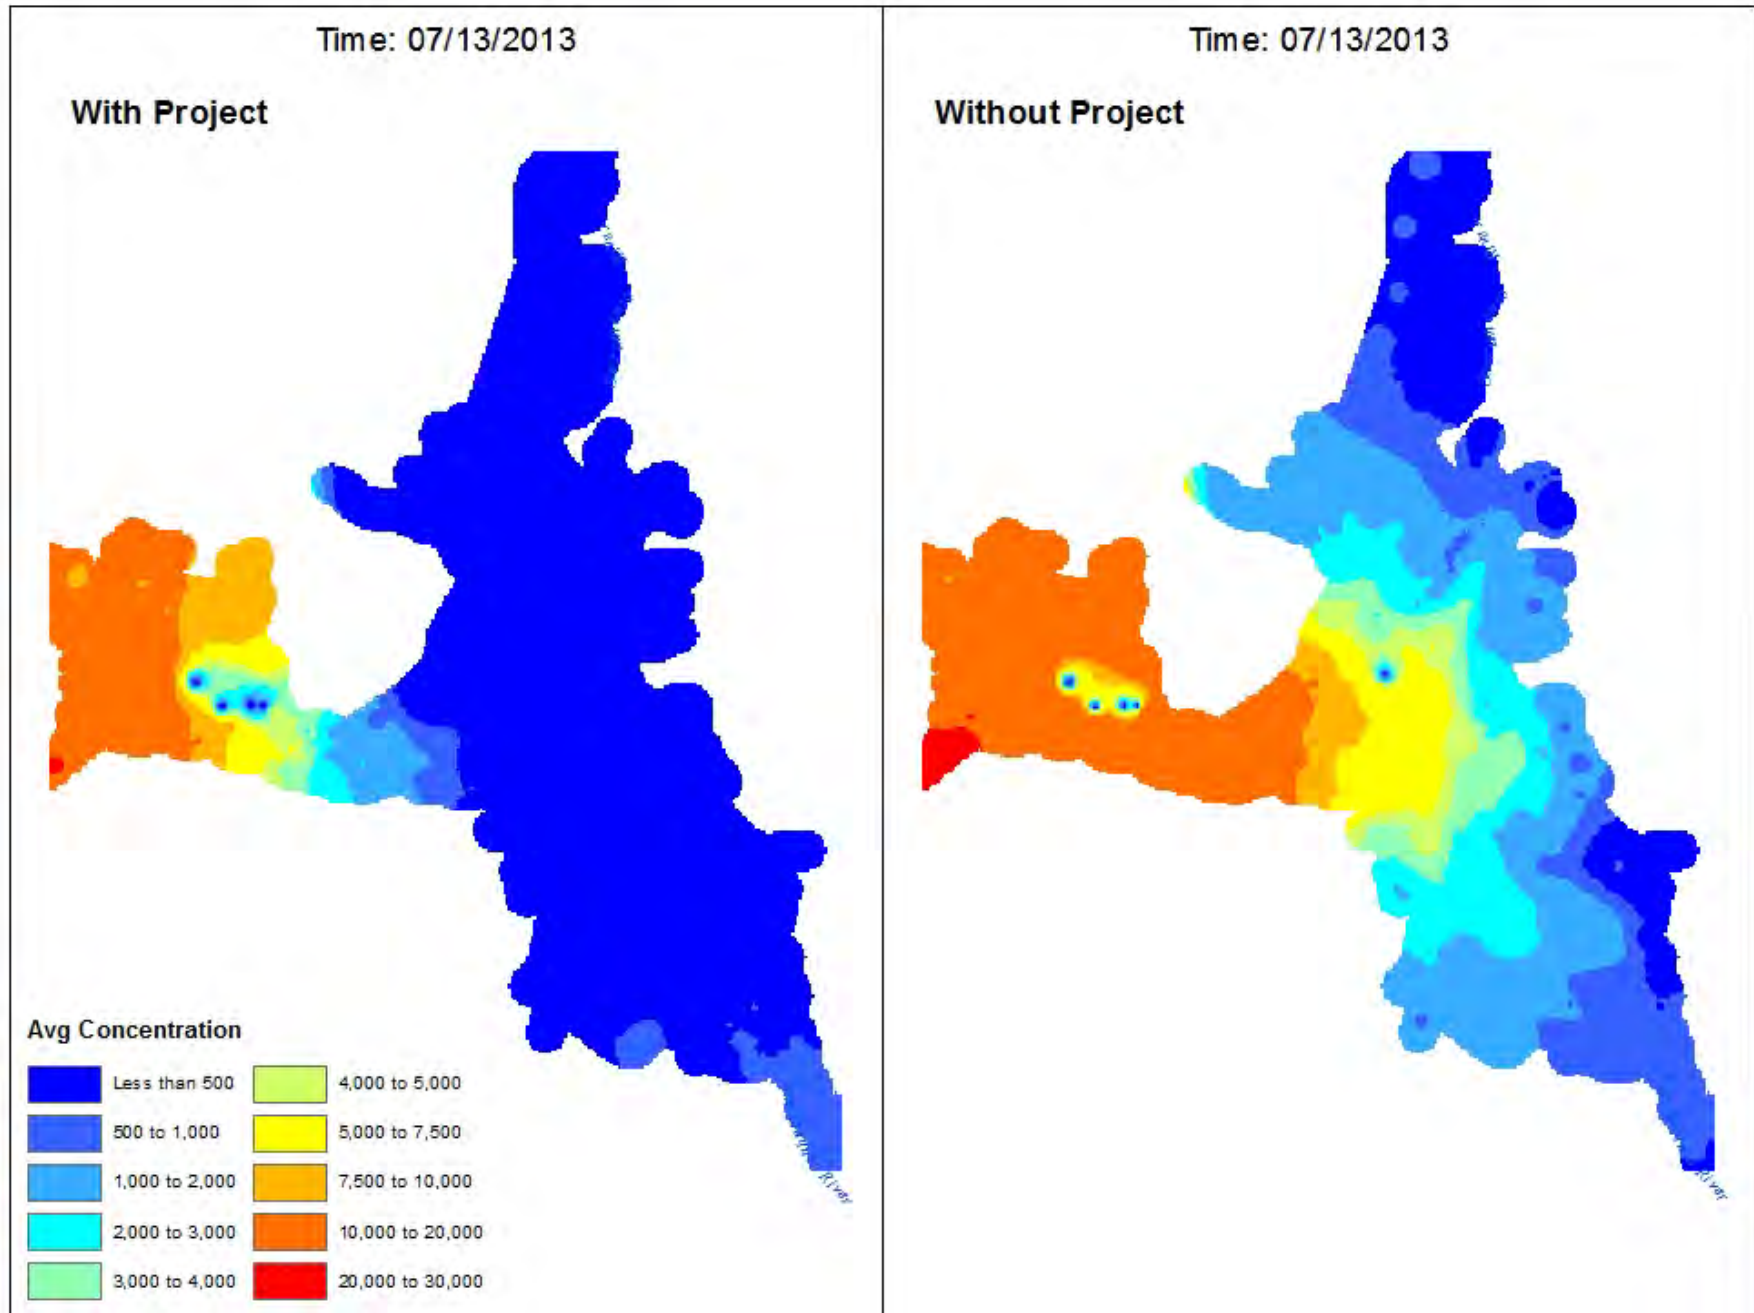 Time: 07/13/2013
With Project
Avg Concentration
Less than 500
500 to 1,000
1,000 to 2,000
2,000 to 3,000
3,000 to 4,000
4,000 to 5,000
5,000 to 7,500
7,500 to 10,000
10,000 to 20,000
20,000 to 30,000
River
Time: 07/13/2013
Without Project
River